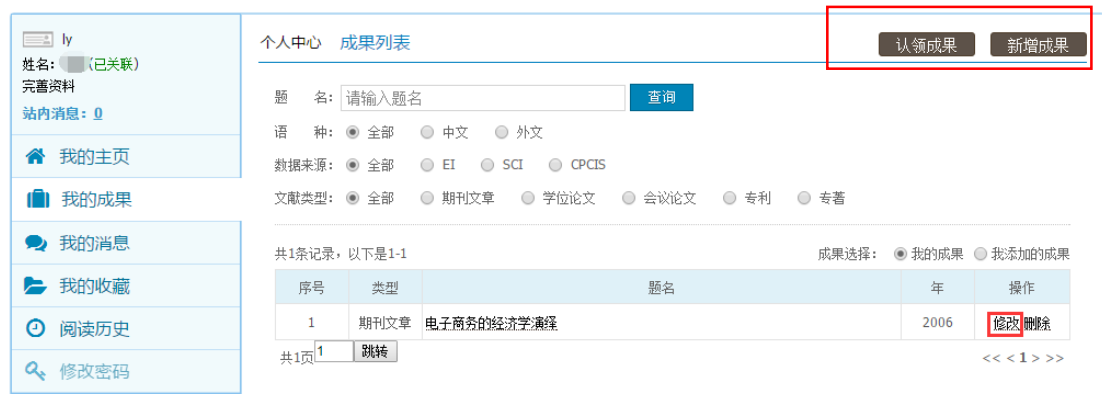 ly
姓名: (已关联)
完善资料
站内消息: 0
我的主页
我的成果
我的消息
我的收藏
阅读历史
修改密码
个人中心 成果列表 认领成果 新增成果
题 名: 请输入题名 查询
语 种: 全部 中文 外文
数据来源: 全部 EI SCI CPCIS
文献类型: 全部 期刊文章 学位论文 会议论文 专利 专著
共1条记录, 以下是1-1 成果选择: 我的成果 我添加的成果
序号 类型 题名 年 操作
1 期刊文章 电子商务的经济学演绎 2006 修改 删除
共1页 1 跳转 << < 1 > >>